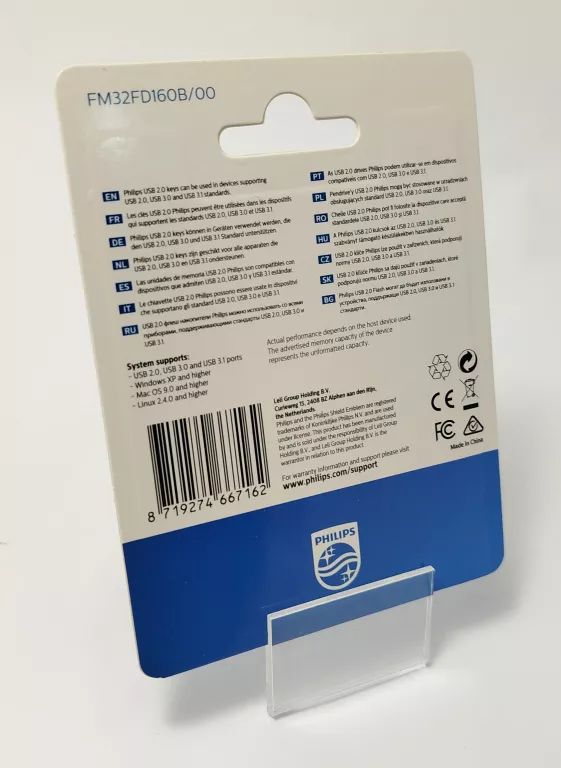 FM32FD160B/00
EN Philips USB 2.0 keys can be used in devices supporting
USB 2.0, USB 3.0 and USB 3.1 standards.
FR Les clés USB 2.0 Philips peuvent être utilisées dans les dispositifs
qui supportent les standards USB 2.0, USB 3.0 et USB 3.1.
DE Philips USB 2.0 keys können in Geräten verwendet werden, die
den USB 2.0, USB 3.0 und USB 3.1 Standard unterstützen.
NL Philips USB 2.0 keys zijn geschikt voor alle apparaten die
USB 2.0, USB 3.0 en USB 3.1 ondersteunen.
ES Las unidades de memoria USB 2.0 Philips son compatibles con
dispositivos que admiten USB 2.0, USB 3.0 y USB 3.1 estándar.
IT Le chiavette USB 2.0 Philips possono essere usate in dispositivi
che supportano gli standard USB 2.0, USB 3.0 e USB 3.1
RU USB 2.0 флеш накопители Philips можно использовать со всеми
приборами, поддерживающими стандарты USB 2.0, USB 3.0 и
USB 3.1.
PT As USB 2.0 drives Philips podem utilizar-se em dispositivos
compatíveis com USB 2.0, USB 3.0 e USB 3.1.
PL Pendrive'y USB 2.0 Philips mogą być stosowane w urządzeniach
obsługujących standard USB 2.0, USB 3.0 oraz USB 3.1.
RO Cheile USB 2.0 Philips pot fi folosite la dispozitive care acceptă
standardele USB 2.0, USB 3.0 și USB 3.1.
HU A Philips USB 2.0 kulcsok az USB 2.0, USB 3.0 és USB 3.1
szabványt támogató készülékekben használhatók.
CZ USB 2.0 klíče Philips lze použít v zařízeních, která podporují
normu USB 2.0, USB 3.0 a USB 3.1.
SK USB 2.0 kľúče Philips sa dajú použiť v zariadeniach, ktoré
podporujú normu USB 2.0, USB 3.0 a USB 3.1.
BG Philips USB 2.0 Flash могат да бъдат използвани в
устройства, поддържащи USB 2.0, USB 3.0 и USB 3.1
стандарти.
Actual performance depends on the host device used.
The advertised memory capacity of the device
represents the unformatted capacity.
System supports:
- USB 2.0, USB 3.0 and USB 3.1 ports
- Windows XP and higher
- Mac OS 9.0 and higher
- Linux 2.4.0 and higher
Leli Group Holding B.V.
Curieweg 15, 2408 BZ Alphen aan den Rijn,
the Netherlands.
Philips and the Philips Shield Emblem are registered
trademarks of Koninklijke Philips N.V. and are used
under license. This product has been manufactured
by and is sold under the responsibility of Leli Group
Holding B.V., and Leli Group Holding B.V. is the
warrantor in relation to this product.
For warranty information and support please visit
www.philips.com/support
CE
FC
Made in China
8 719274 667162
PHILIPS